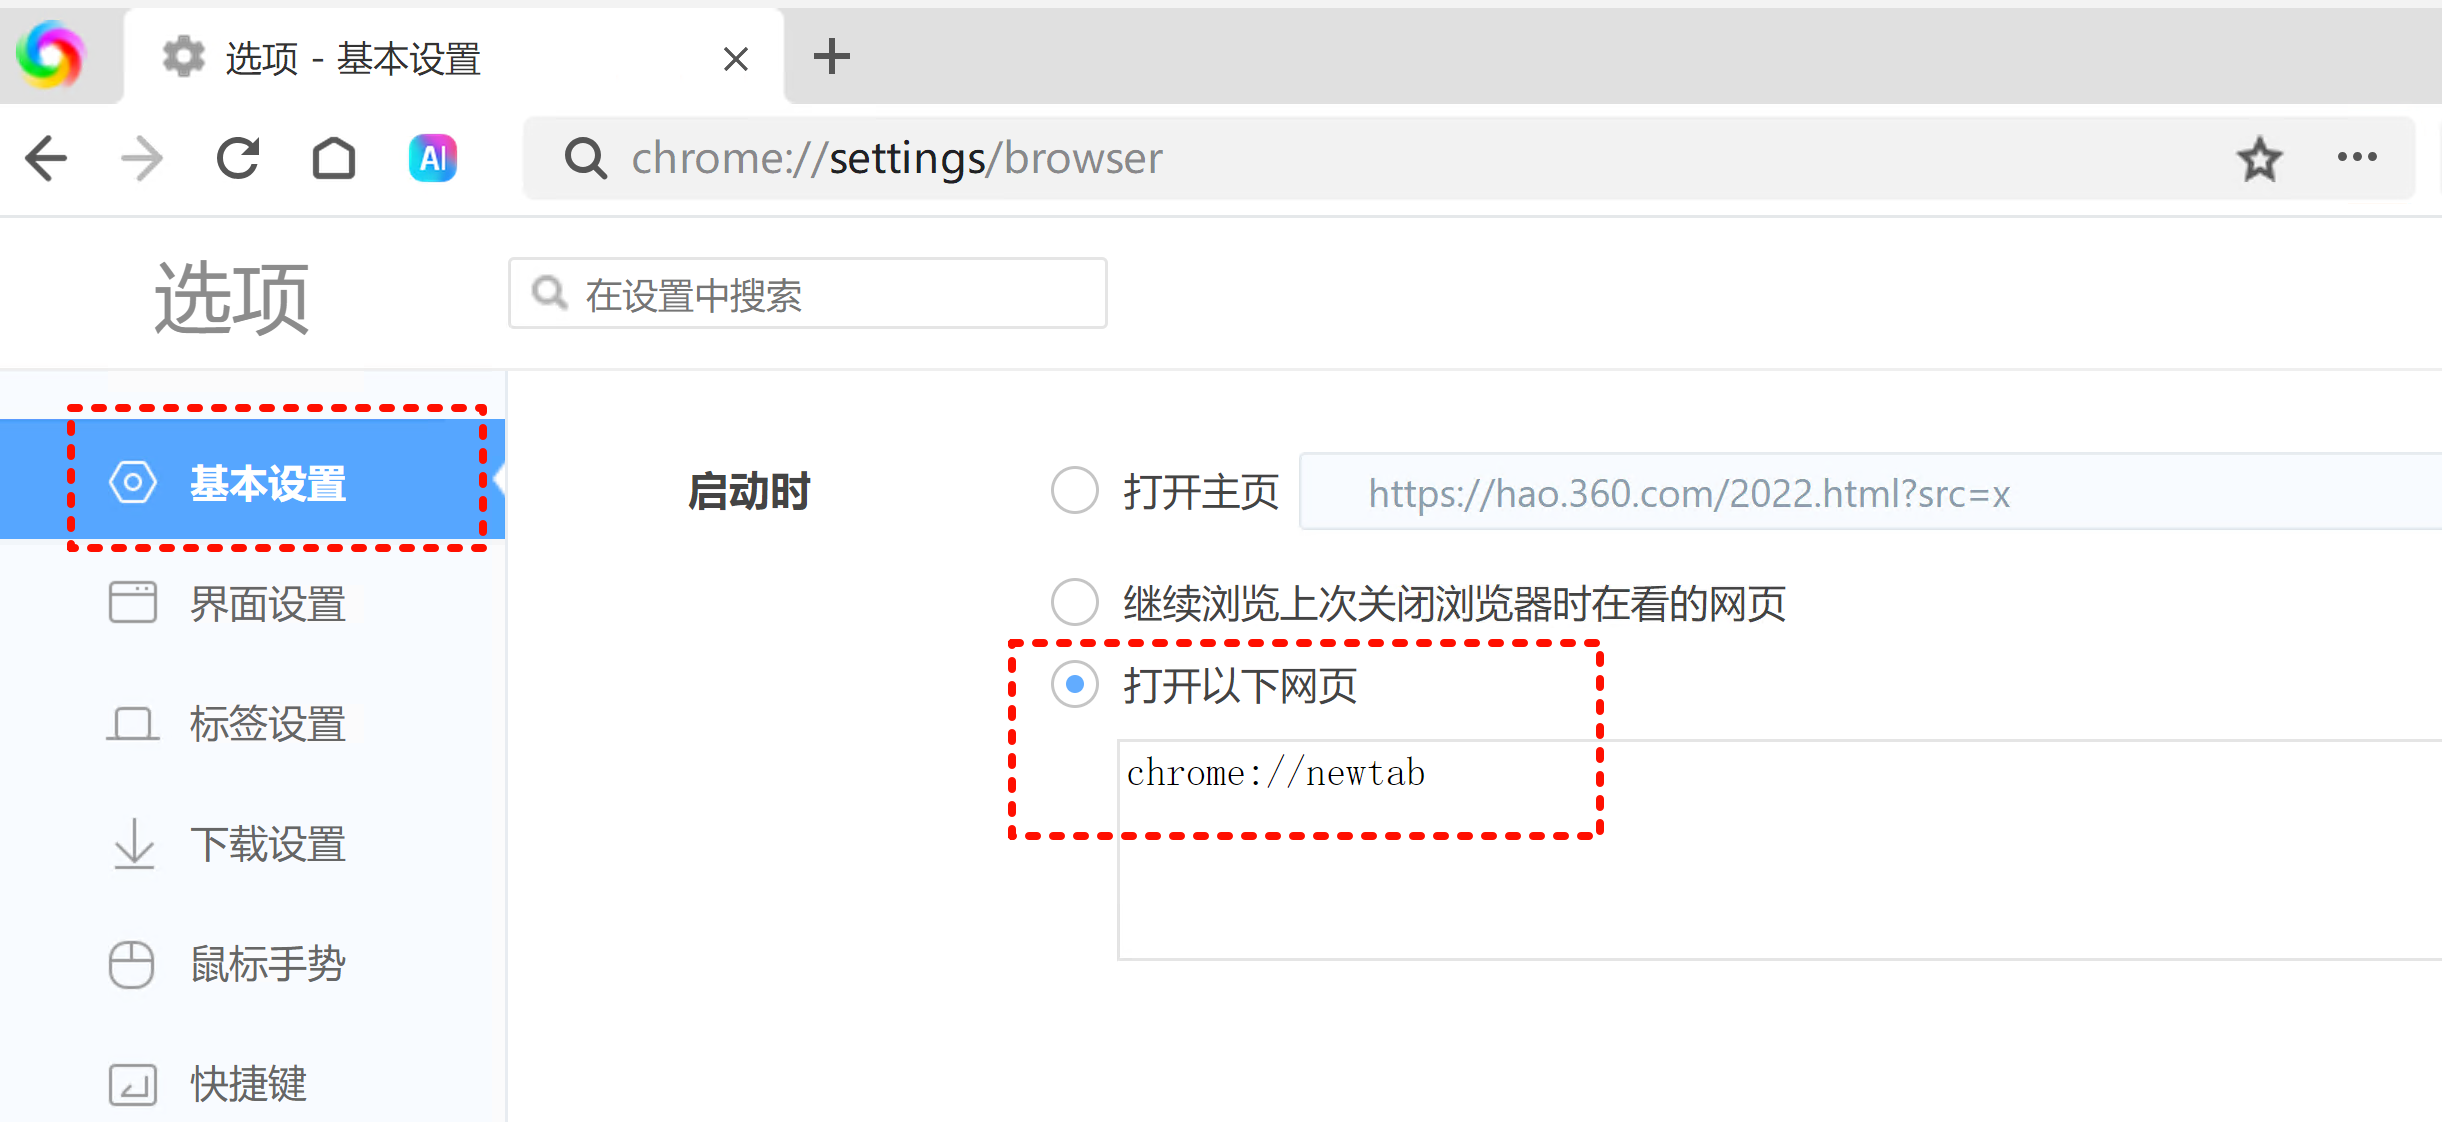 选项 - 基本设置
AI
chrome://settings/browser
选项
在设置中搜索
基本设置
界面设置
标签设置
下载设置
鼠标手势
快捷键
启动时
打开主页
https://hao.360.com/2022.html?src=x
继续浏览上次关闭浏览器时在看的网页
打开以下网页
chrome://newtab